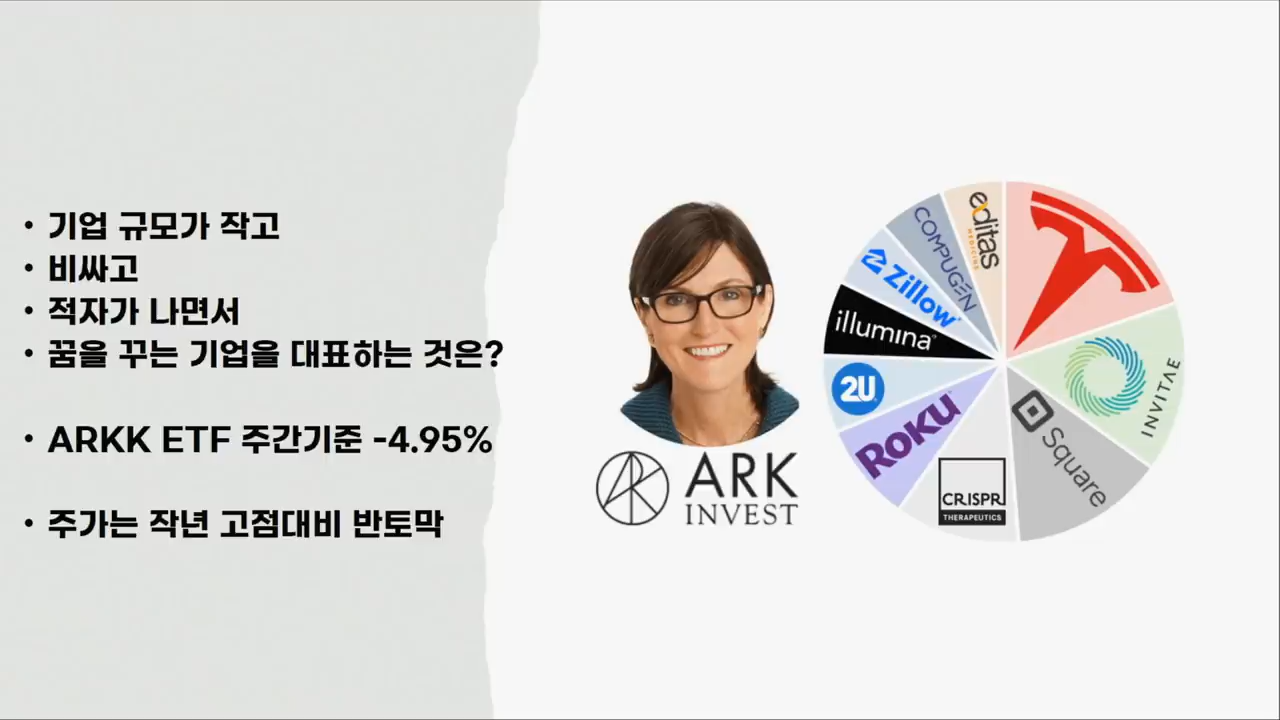 • 기업 규모가 작고
• 비싸고
• 적자가 나면서
• 꿈을 꾸는 기업을 대표하는 것은?
• ARKK ETF 주간기준 -4.95%
• 주가는 작년 고점대비 반토막
ARK
INVEST
editas
MEDICINE
COMPUGEN
Zillow
illumina
2U
ROKU
CRISPR
THERAPEUTICS
Square
INVITAE